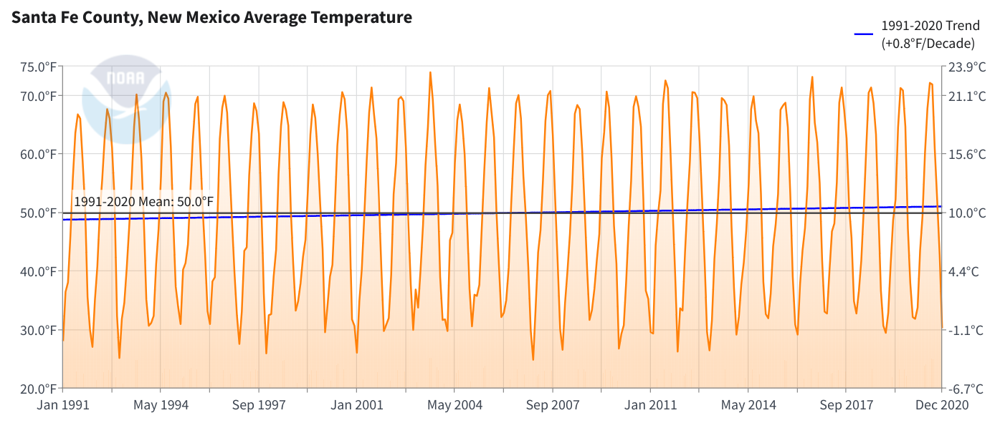 Santa Fe County, New Mexico Average Temperature
1991-2020 Trend
(+0.8°F/Decade)
NOAA
75.0°F
23.9°C
70.0°F
21.1°C
60.0°F
15.6°C
1991-2020 Mean: 50.0°F
50.0°F
10.0°C
40.0°F
4.4°C
30.0°F
-1.1°C
20.0°F
-6.7°C
Jan 1991 May 1994 Sep 1997 Jan 2001 May 2004 Sep 2007 Jan 2011 May 2014 Sep 2017 Dec 2020